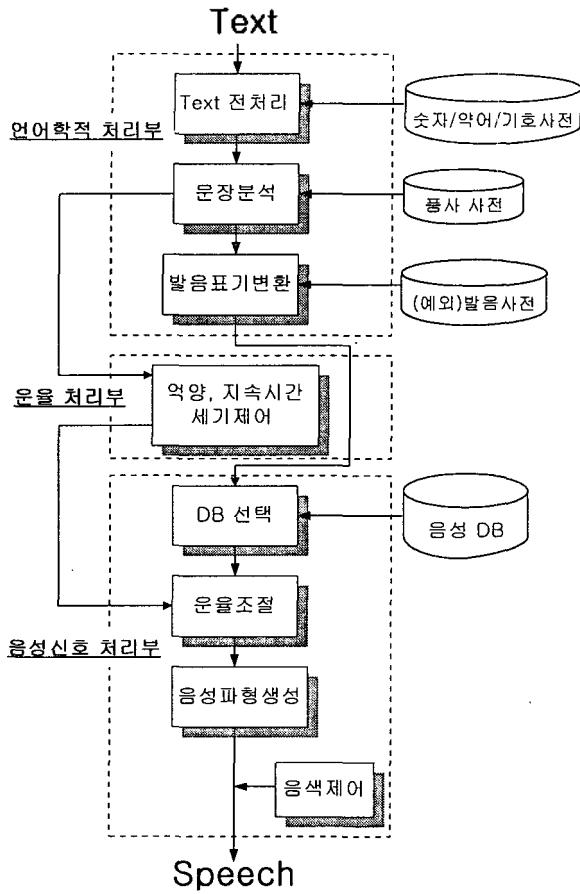 Text
Text 전처리
숫자/약어/기호사전
언어학적 처리부
문장분석
품사 사전
발음표기변환
(예외)발음사전
운율 처리부
억양, 지속시간
세기제어
DB 선택
음성 DB
운율조절
음성신호 처리부
음성파형생성
음색제어
Speech